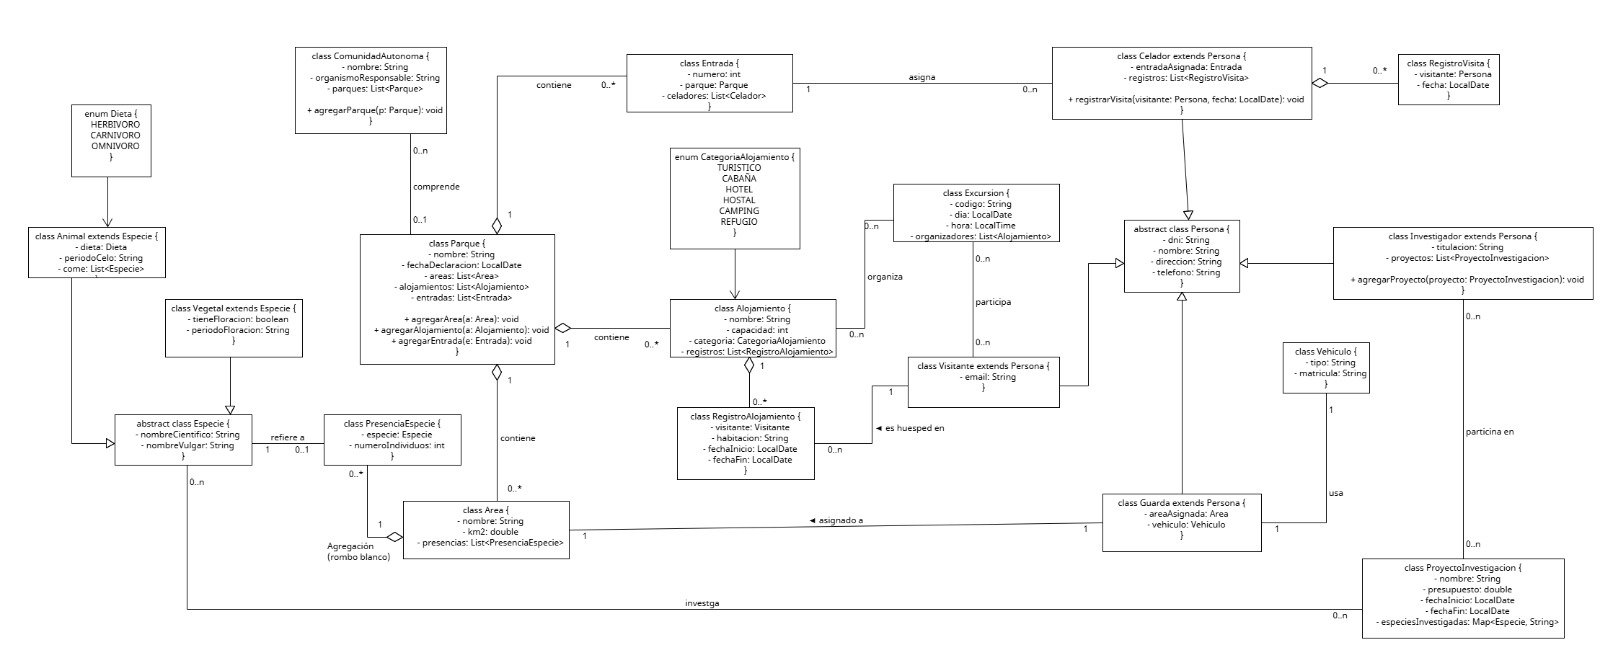 class ComunidadAutonoma {
- nombre: String
- organismoResponsable: String
- parques: List<Parque>
+ agregarParque(p: Parque): void
}
contiene
0..*
class Entrada {
- numero: int
- parque: Parque
- celadores: List<Celador>
}
1
asigna
0..n
class Celador extends Persona {
- entradaAsignada: Entrada
- registros: List<RegistroVisita>
+ registrarVisita(visitante: Persona, fecha: LocalDate): void
}
1
0..*
class RegistroVisita {
- visitante: Persona
- fecha: LocalDate
}
enum Dieta {
HERBIVORO
CARNIVORO
OMNIVORO
}
0..n
comprende
0..1
1
enum CategoriaAlojamiento {
TURISTICO
CABAÑA
HOTEL
HOSTAL
CAMPING
REFUGIO
}
class Excursion {
- codigo: String
- dia: LocalDate
- hora: LocalTime
- organizadores: List<Alojamiento>
0..n
organiza
0..n
0..n
participa
0..n
abstract class Persona {
- dni: String
- nombre: String
- direccion: String
- telefono: String
}
class Investigador extends Persona {
- titulacion: String
- proyectos: List<ProyectoInvestigacion>
+ agregarProyecto(proyecto: ProyectoInvestigacion): void
}
class Animal extends Especie {
- dieta: Dieta
- periodoCelo: String
- come: List<Especie>
class Parque {
- nombre: String
- fechaDeclaracion: LocalDate
- areas: List<Area>
- alojamientos: List<Alojamiento>
- entradas: List<Entrada>
+ agregarArea(a: Area): void
+ agregarAlojamiento(a: Alojamiento): void
+ agregarEntrada(e: Entrada): void
}
class Vegetal extends Especie {
- tieneFloracion: boolean
- periodoFloracion: String
}
1
contiene
0..*
class Alojamiento {
- nombre: String
- capacidad: int
- categoria: CategoriaAlojamiento
- registros: List<RegistroAlojamiento>
1
0..*
class Visitante extends Persona {
- email: String
}
1
◄ es huesped en
0..n
class Vehiculo {
- tipo: String
- matricula: String
}
1
usa
1
0..n
participa en
0..n
class RegistroAlojamiento {
- visitante: Visitante
- habitacion: String
- fechaInicio: LocalDate
- fechaFin: LocalDate
}
abstract class Especie {
- nombreCientifico: String
- nombreVulgar: String
}
refiere a
1
0..1
class PresenciaEspecie {
- especie: Especie
- numeroIndividuos: int
}
1
contiene
0..*
0..*
1
Agregación
(rombo blanco)
class Area {
- nombre: String
- km2: double
- presencias: List<PresenciaEspecie>
1
◄ asignado a
1
class Guarda extends Persona {
- areaAsignada: Area
- vehiculo: Vehiculo
}
0..n
investga
0..n
class ProyectoInvestigacion {
- nombre: String
- presupuesto: double
- fechaInicio: LocalDate
- fechaFin: LocalDate
- especiesInvestigadas: Map<Especie, String>